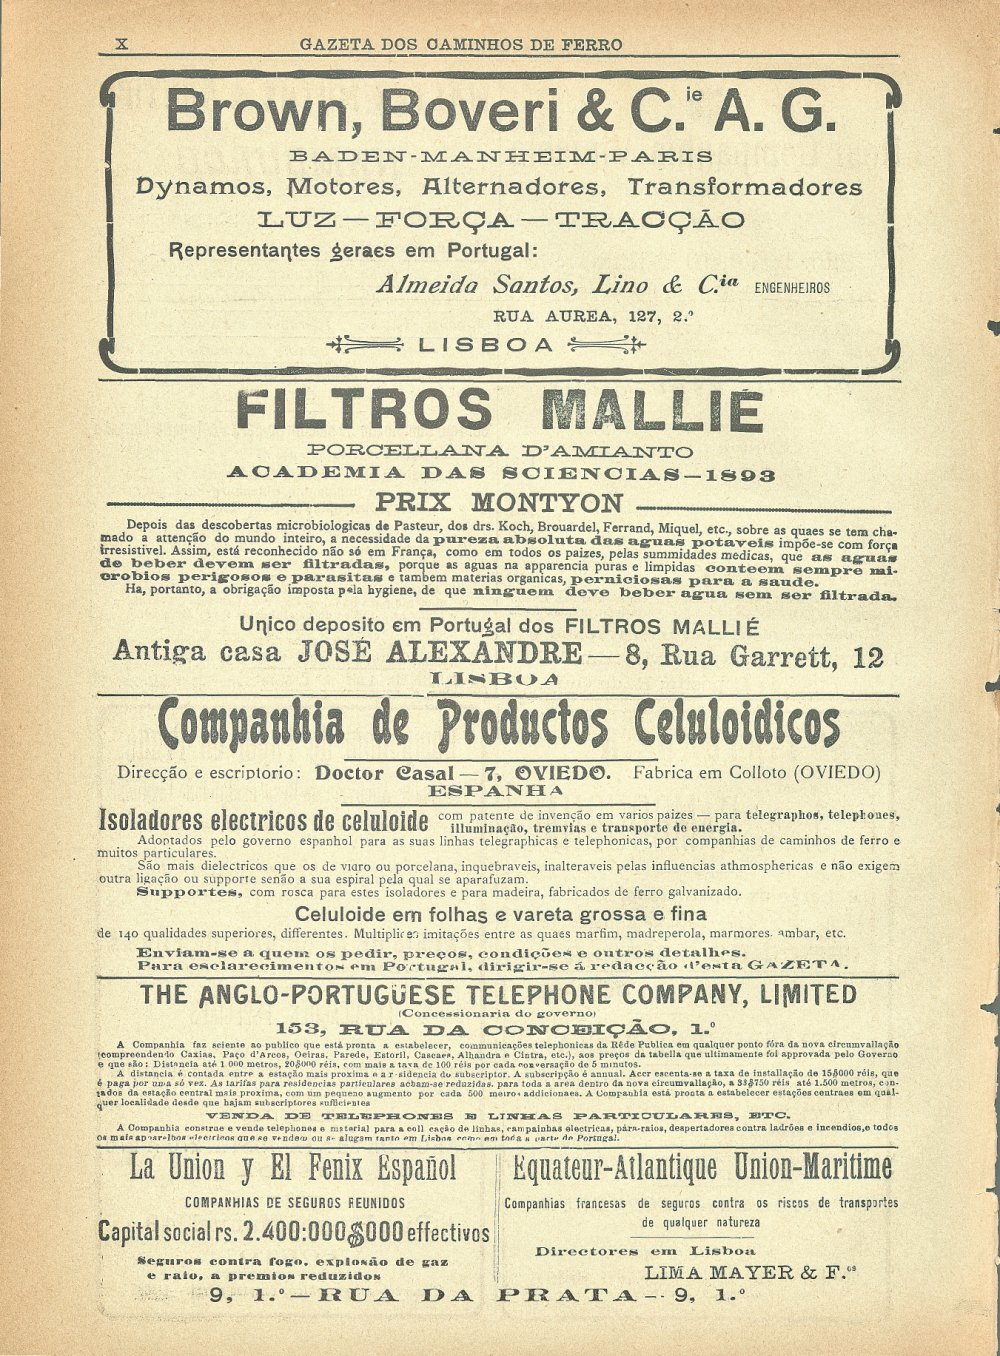 X
GAZETA DOS CAMINHOS DE FERRO
Brown, Boveri & C.ie A. G.
BADEN-MANHEIM-PARIS
Dynamos, Motores, Alternadores, Transformadores
LUZ—FORÇA—TRACÇÃO
Representantes geraes em Portugal:
Almeida Santos, Lino & C.ia ENGENHEIROS
RUA AUREA, 127, 2.º
LISBOA
FILTROS MALLIÉ
PORCELLANA D'AMIANTO
ACADEMIA DAS SCIENCIAS—1893
PRIX MONTYON
Depois das descobertas microbiologicas de Pasteur, dos drs. Koch, Brouardel, Ferrand, Miquel, etc., sobre as quaes se tem cha-
mado a attenção do mundo inteiro, a necessidade da pureza absoluta das aguas potaveis impõe-se com força
irresistivel. Assim, está reconhecido não só em França, como em todos os paizes, pelas summidades medicas, que as aguas
de beber devem ser filtradas, porque as aguas na apparencia puras e limpidas conteem sempre mi-
crobios perigosos e parasitas e tambem materias organicas, perniciosas para a saude.
Ha, portanto, a obrigação imposta pela hygiene, de que ninguem deve beber agua sem ser filtrada.
Unico deposito em Portugal dos FILTROS MALLIÉ
Antiga casa JOSÉ ALEXANDRE—8, Rua Garrett, 12
LISBOA
Companhia de Productos Celuloidicos
Direcção e escriptorio: Doctor Casal—7, OVIEDO. Fabrica em Colloto (OVIEDO)
ESPANHA
Isoladores electricos de celuloide com patente de invenção em varios paizes — para telegraphos, telephones,
illuminação, tremvias e transporte de energia.
Adoptados pelo governo espanhol para as suas linhas telegraphicas e telephonicas, por companhias de caminhos de ferro e
muitos particulares.
São mais dielectricos que os de vidro ou porcelana, inquebraveis, inalteraveis pelas influencias athmosphericas e não exigem
outra ligação ou supporte senão a sua espiral pela qual se aparafuzam.
Supportes, com rosca para estes isoladores e para madeira, fabricados de ferro galvanizado.
Celuloide em folhas e vareta grossa e fina
de 140 qualidades superiores, differentes. Multiplices imitações entre as quaes marfim, madreperola, marmores. ambar, etc.
Enviam-se a quem os pedir, preços, condições e outros detalhes.
Para esclarecimentos em Portugal, dirigir-se á redacção d'esta GAZETA.
THE ANGLO-PORTUGUESE TELEPHONE COMPANY, LIMITED
(Concessionaria do governo)
153, RUA DA CONCEIÇÃO, 1.º
A Companhia faz sciente ao publico que está pronta a estabelecer, communicações telephonicas da Rêde Publica em qualquer ponto fóra da nova circumvallação
(compreendendo Caxias, Paço d'Arcos, Oeiras, Parede, Estoril, Cascaes, Alhandra e Cintra, etc.), aos preços da tabella que ultimamente foi approvada pelo Governo
e que são: Distancia até 1 000 metros, 20$000 réis, com mais a taxa de 100 réis por cada conversação de 5 minutos.
A distancia é contada entre a estação mais proxima e a residencia do subscriptor. A subscripção é annual. Acer escenta-se a taxa de installação de 15$000 réis, que
é paga por uma só vez. As tarifas para residencias particulares acham-se reduzidas. para toda a area dentro da nova circumvallação, a 33$750 réis até 1.500 metros, con-
tados da estação central mais proxima, com um pequeno augmento por cada 500 metros addicionaes. A Companhia está pronta a estabelecer estações centraes em qual-
quer localidade desde que hajam subscriptores sufficientes
VENDA DE TELEPHONES E LINHAS PARTICULARES, ETC.
A Companhia construe e vende telephones e material para a collocação de linhas, campainhas electricas, pára-raios, despertadores contra ladrões e incendios,e todos
os mais apparelhos electricos que se vendem ou se alugam tanto em Lisboa como em toda a parte de Portugal.
La Union y El Fenix Español
COMPANHIAS DE SEGUROS REUNIDOS
Capital social rs. 2.400:000$000 effectivos
Seguros contra fogo, explosão de gaz
e raio, a premios reduzidos
Equateur-Atlantique Union-Maritime
Companhias francesas de seguros contra os riscos de transportes
de qualquer natureza
Directores em Lisboa
LIMA MAYER & F.os
9, 1.º—RUA DA PRATA—9, 1.º